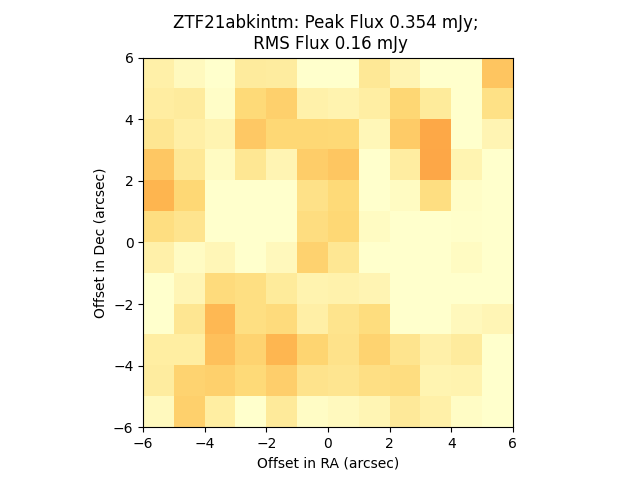 ZTF21abkintm: Peak Flux 0.354 mJy;
RMS Flux 0.16 mJy
6
4
2
0
−2
−4
−6
Offset in Dec (arcsec)
−6 −4 −2 0 2 4 6
Offset in RA (arcsec)